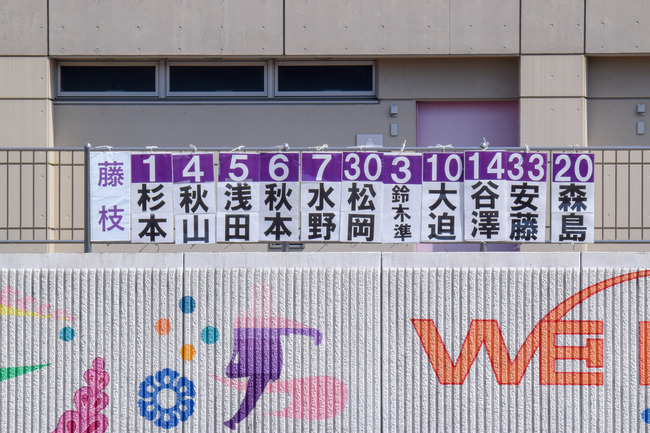 藤枝
1 杉本
4 秋山
5 浅田
6 秋本
7 水野
30 松岡
3 鈴木準
10 大迫
14 谷澤
33 安藤
20 森島
WE